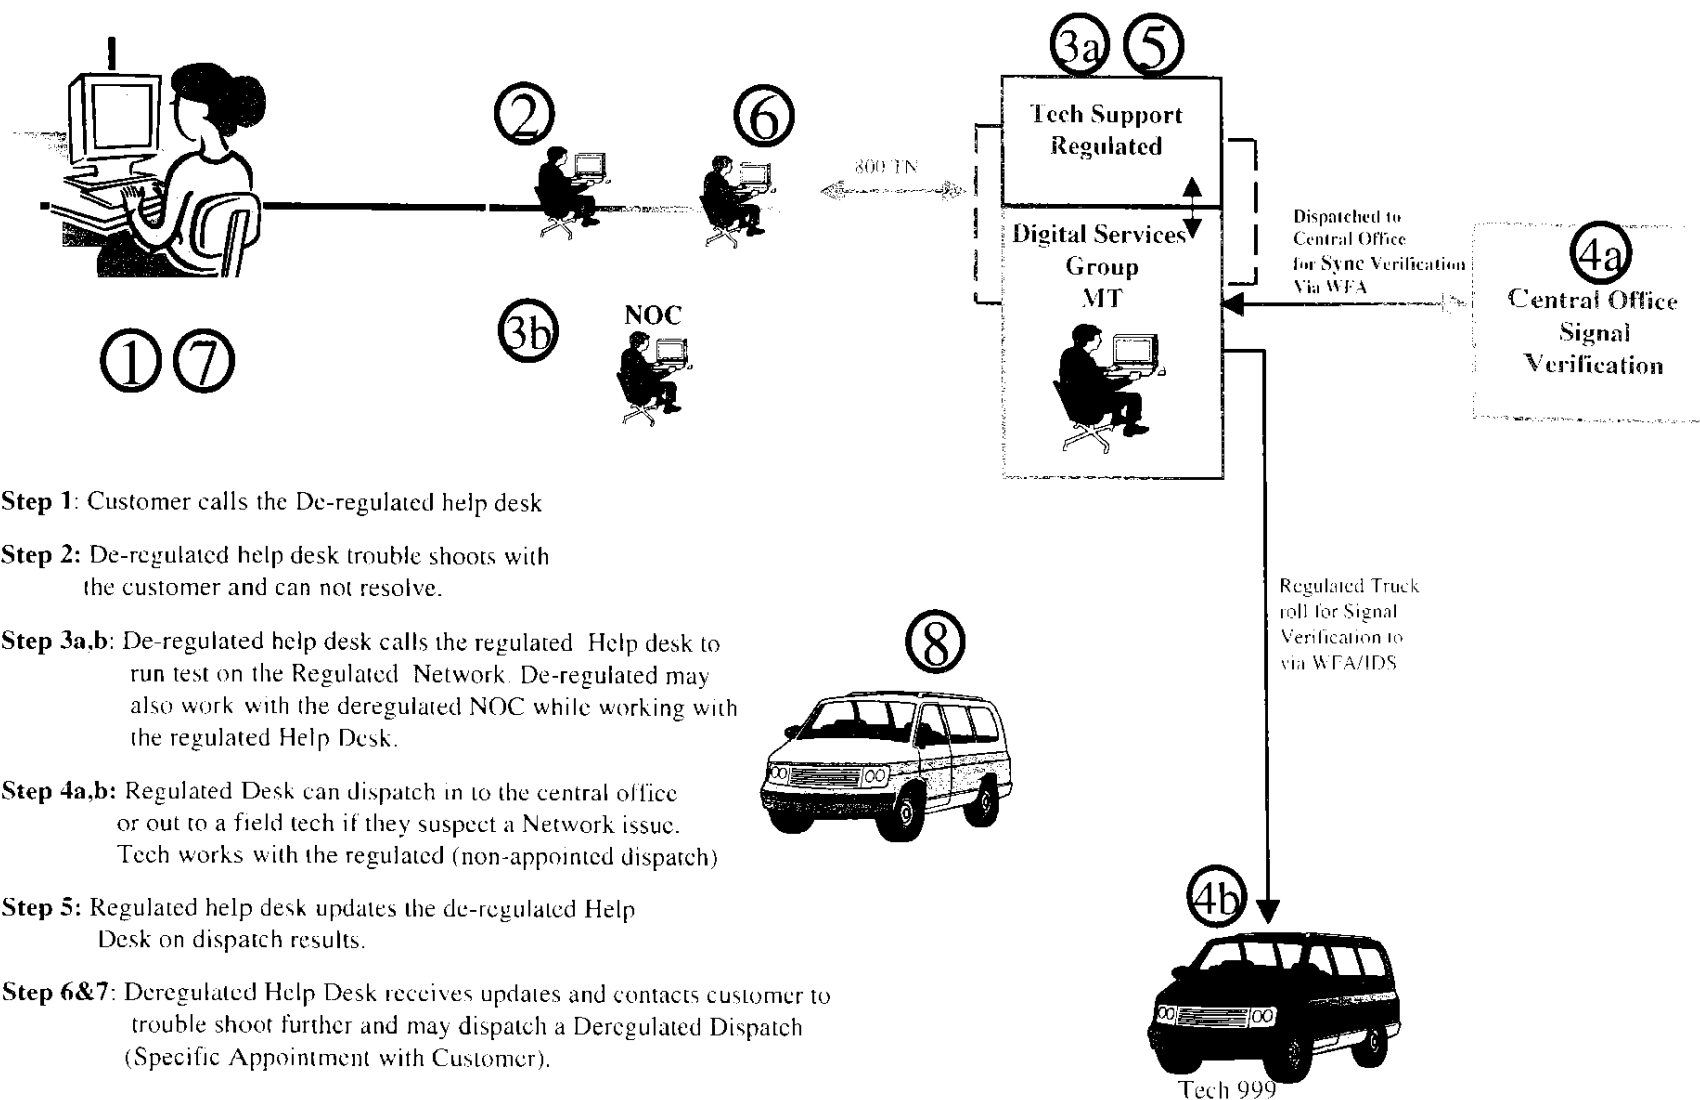 3a 5
2
6
Tech Support
Regulated
800 TN
Digital Services
Group
MT
Dispatched to
Central Office
for Sync Verification
Via WFA
4a
Central Office
Signal
Verification
3b
NOC
1 7
Step 1: Customer calls the De-regulated help desk
Step 2: De-regulated help desk trouble shoots with
the customer and can not resolve.
Step 3a,b: De-regulated help desk calls the regulated Help desk to
run test on the Regulated Network. De-regulated may
also work with the deregulated NOC while working with
the regulated Help Desk.
Step 4a,b: Regulated Desk can dispatch in to the central office
or out to a field tech if they suspect a Network issue.
Tech works with the regulated (non-appointed dispatch)
Step 5: Regulated help desk updates the de-regulated Help
Desk on dispatch results.
Step 6&7: Deregulated Help Desk receives updates and contacts customer to
trouble shoot further and may dispatch a Deregulated Dispatch
(Specific Appointment with Customer).
Regulated Truck
roll for Signal
Verification to
via WFA/IDS
8
4b
Tech 999